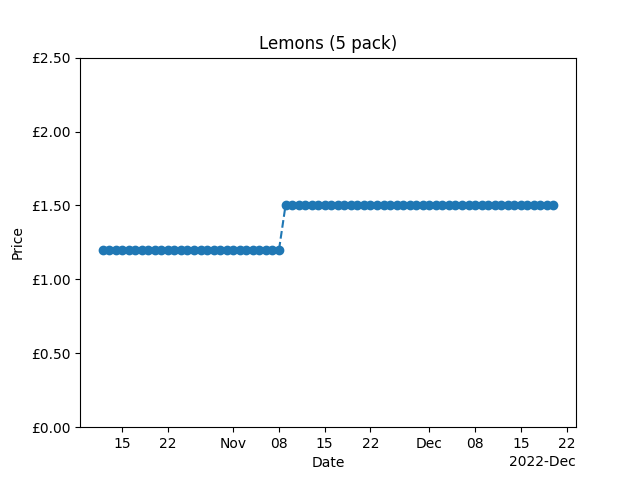 Lemons (5 pack)
£2.50
£2.00
£1.50
£1.00
£0.50
£0.00
Price
15 22 Nov 08 15 22 Dec 08 15 22
Date
2022-Dec